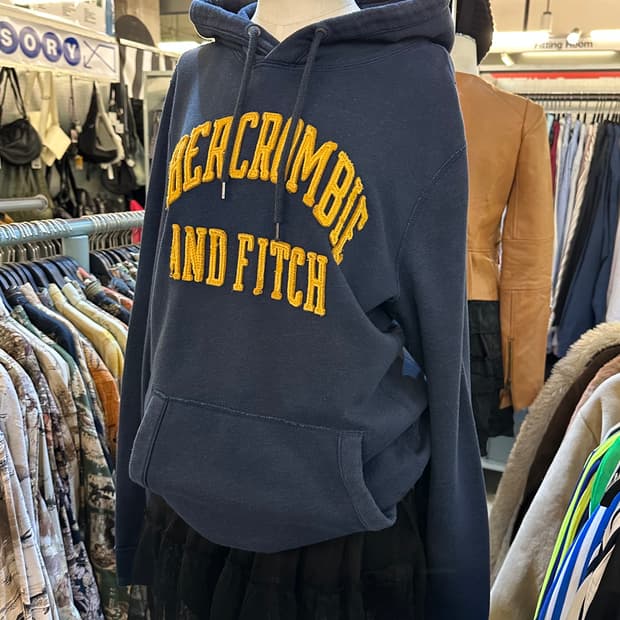 SORY
Fitting Room
ABERCROMBIE
AND FITCH